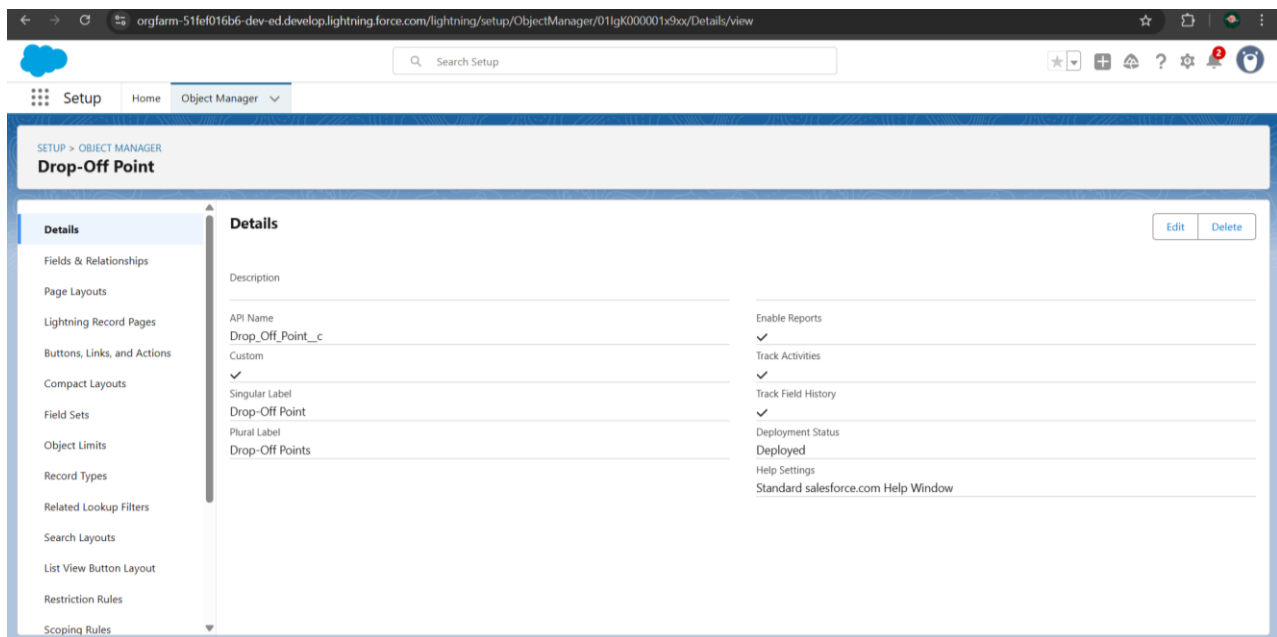 orgfarm-51fef016b6-dev-ed.develop.lightning.force.com/lightning/setup/ObjectManager/01IgK000001x9xx/Details/view
Search Setup
2
Setup
Home
Object Manager
SETUP > OBJECT MANAGER
Drop-Off Point
Details
Fields & Relationships
Page Layouts
Lightning Record Pages
Buttons, Links, and Actions
Compact Layouts
Field Sets
Object Limits
Record Types
Related Lookup Filters
Search Layouts
List View Button Layout
Restriction Rules
Scoping Rules
Details
Edit
Delete
Description
API Name
Drop_Off_Point__c
Custom
Singular Label
Drop-Off Point
Plural Label
Drop-Off Points
Enable Reports
Track Activities
Track Field History
Deployment Status
Deployed
Help Settings
Standard salesforce.com Help Window